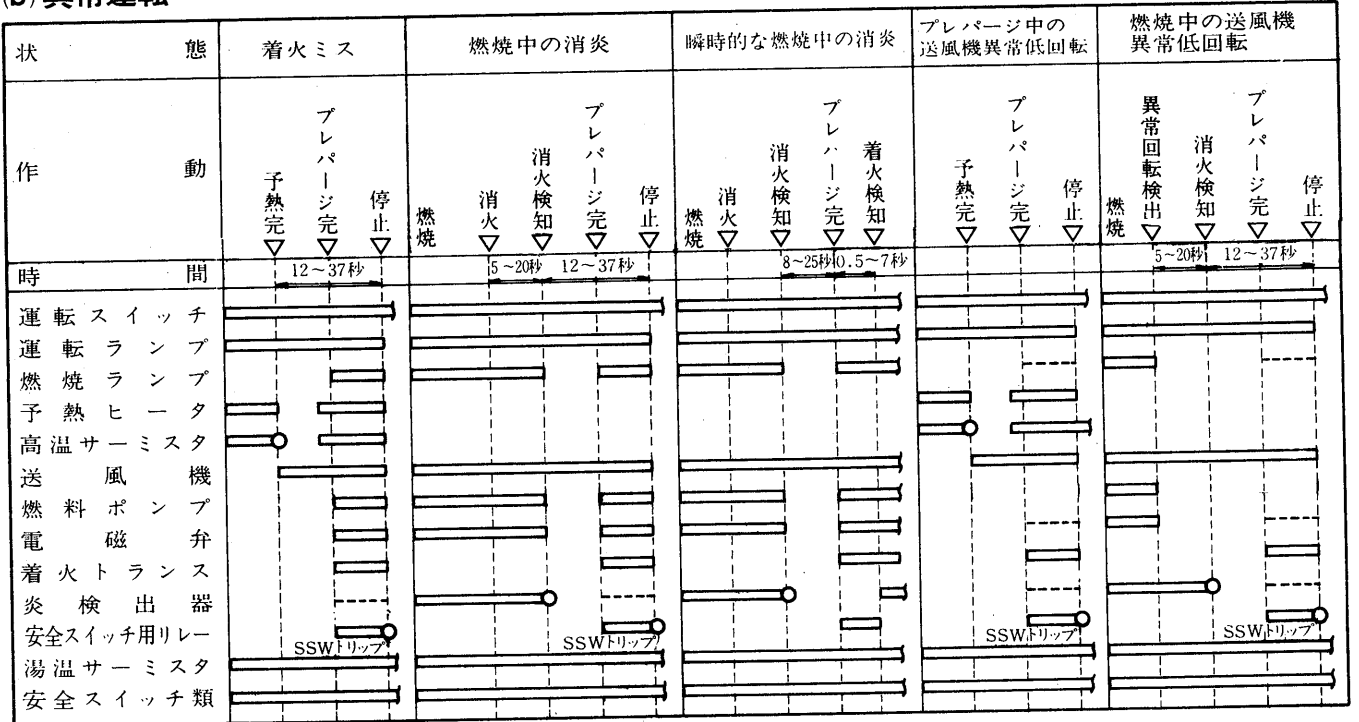 (b) 異常運転
状態
着火ミス
燃焼中の消炎
瞬時的な燃焼中の消炎
プレパージ中の
送風機異常低回転
燃焼中の送風機
異常低回転
作動
予熱完
プレパージ完
停止
燃焼
消火
消火検知
プレパージ完
停止
燃焼
消火
消火検知
プレパージ完
着火検知
予熱完
プレパージ完
停止
燃焼
異常回転検出
消火検知
プレパージ完
停止
時間
12~37秒
5~20秒
12~37秒
8~25秒
0.5~7秒
5~20秒
12~37秒
運転スイッチ
運転ランプ
燃焼ランプ
予熱ヒータ
高温サーミスタ
送風機
燃料ポンプ
電磁弁
着火トランス
炎検出器
安全スイッチ用リレー
SSWトリップ
SSWトリップ
SSWトリップ
SSWトリップ
湯温サーミスタ
安全スイッチ類